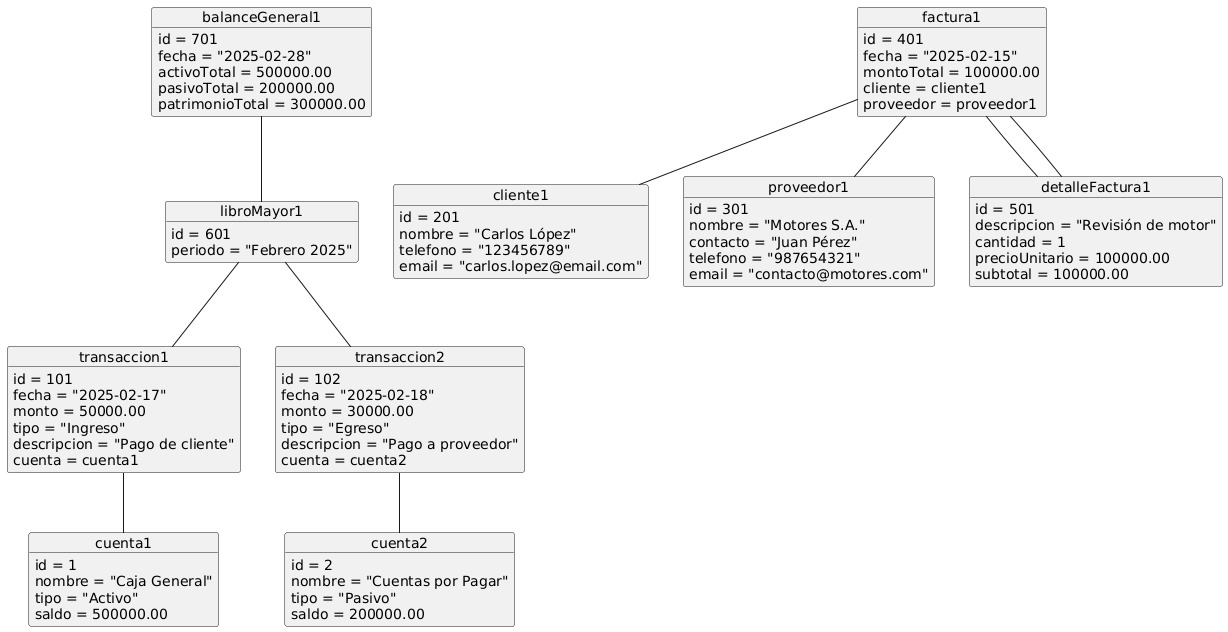 balanceGeneral1
id = 701
fecha = "2025-02-28"
activoTotal = 500000.00
pasivoTotal = 200000.00
patrimonioTotal = 300000.00
factura1
id = 401
fecha = "2025-02-15"
montoTotal = 100000.00
cliente = cliente1
proveedor = proveedor1
libroMayor1
id = 601
periodo = "Febrero 2025"
cliente1
id = 201
nombre = "Carlos López"
telefono = "123456789"
email = "carlos.lopez@email.com"
proveedor1
id = 301
nombre = "Motores S.A."
contacto = "Juan Pérez"
telefono = "987654321"
email = "contacto@motores.com"
detalleFactura1
id = 501
descripcion = "Revisión de motor"
cantidad = 1
precioUnitario = 100000.00
subtotal = 100000.00
transaccion1
id = 101
fecha = "2025-02-17"
monto = 50000.00
tipo = "Ingreso"
descripcion = "Pago de cliente"
cuenta = cuenta1
transaccion2
id = 102
fecha = "2025-02-18"
monto = 30000.00
tipo = "Egreso"
descripcion = "Pago a proveedor"
cuenta = cuenta2
cuenta1
id = 1
nombre = "Caja General"
tipo = "Activo"
saldo = 500000.00
cuenta2
id = 2
nombre = "Cuentas por Pagar"
tipo = "Pasivo"
saldo = 200000.00